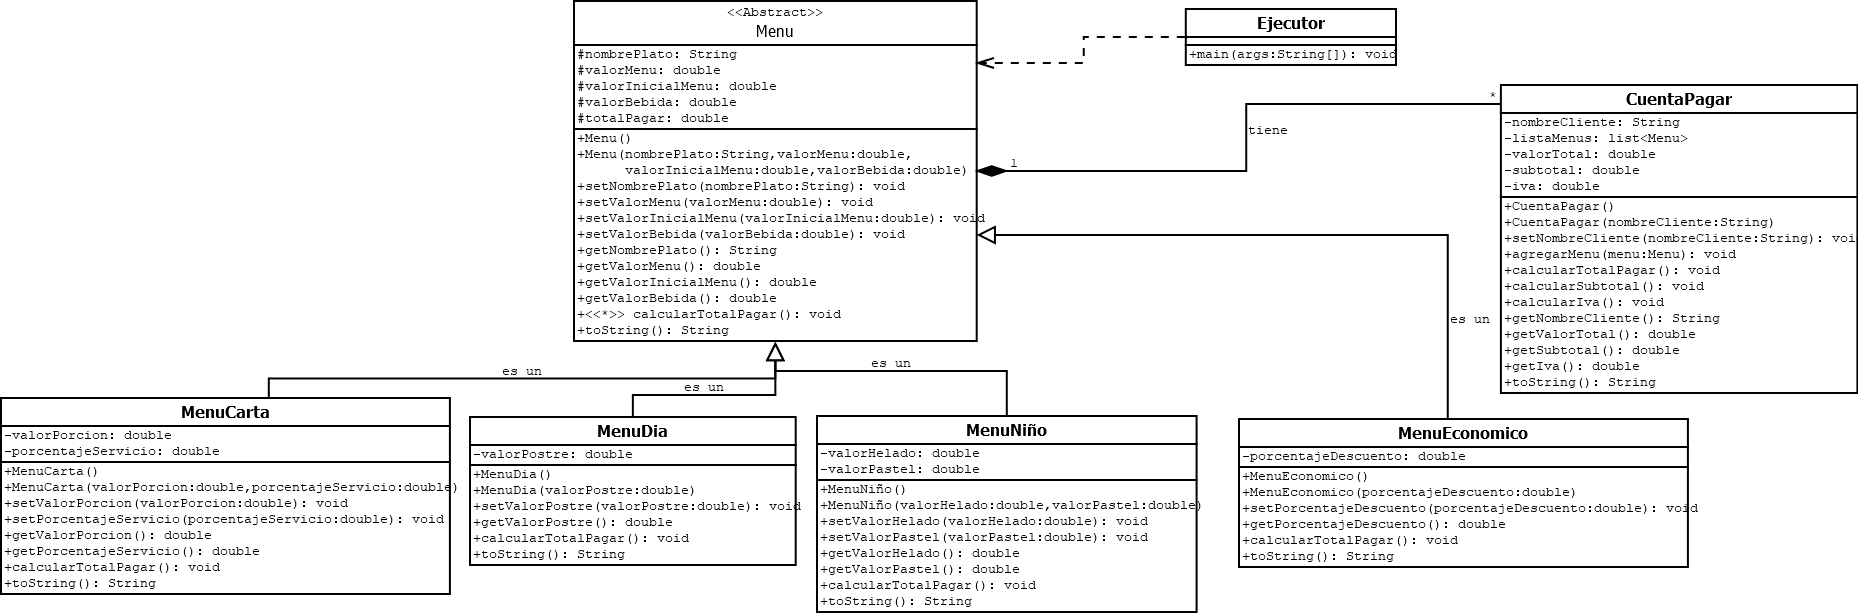 <<Abstract>>
Menu
#nombrePlato: String
#valorMenu: double
#valorInicialMenu: double
#valorBebida: double
#totalPagar: double
+Menu()
+Menu(nombrePlato:String,valorMenu:double,
valorInicialMenu:double,valorBebida:double)
+setNombrePlato(nombrePlato:String): void
+setValorMenu(valorMenu:double): void
+setValorInicialMenu(valorInicialMenu:double): void
+setValorBebida(valorBebida:double): void
+getNombrePlato(): String
+getValorMenu(): double
+getValorInicialMenu(): double
+getValorBebida(): double
+<<*>> calcularTotalPagar(): void
+toString(): String
Ejecutor
+main(args:String[]): void
*
tiene
1
CuentaPagar
-nombreCliente: String
-listaMenus: list<Menu>
-valorTotal: double
-subtotal: double
-iva: double
+CuentaPagar()
+CuentaPagar(nombreCliente:String)
+setNombreCliente(nombreCliente:String): voi
+agregarMenu(menu:Menu): void
+calcularTotalPagar(): void
+calcularSubtotal(): void
+calcularIva(): void
+getNombreCliente(): String
+getValorTotal(): double
+getSubtotal(): double
+getIva(): double
+toString(): String
es un
es un
es un
es un
MenuCarta
-valorPorcion: double
-porcentajeServicio: double
+MenuCarta()
+MenuCarta(valorPorcion:double,porcentajeServicio:double)
+setValorPorcion(valorPorcion:double): void
+setPorcentajeServicio(porcentajeServicio:double): void
+getValorPorcion(): double
+getPorcentajeServicio(): double
+calcularTotalPagar(): void
+toString(): String
MenuDia
-valorPostre: double
+MenuDia()
+MenuDia(valorPostre:double)
+setValorPostre(valorPostre:double): void
+getValorPostre(): double
+calcularTotalPagar(): void
+toString(): String
MenuNiño
-valorHelado: double
-valorPastel: double
+MenuNiño()
+MenuNiño(valorHelado:double,valorPastel:double)
+setValorHelado(valorHelado:double): void
+setValorPastel(valorPastel:double): void
+getValorHelado(): double
+getValorPastel(): double
+calcularTotalPagar(): void
+toString(): String
MenuEconomico
-porcentajeDescuento: double
+MenuEconomico()
+MenuEconomico(porcentajeDescuento:double)
+setPorcentajeDescuento(porcentajeDescuento:double): void
+getPorcentajeDescuento(): double
+calcularTotalPagar(): void
+toString(): String